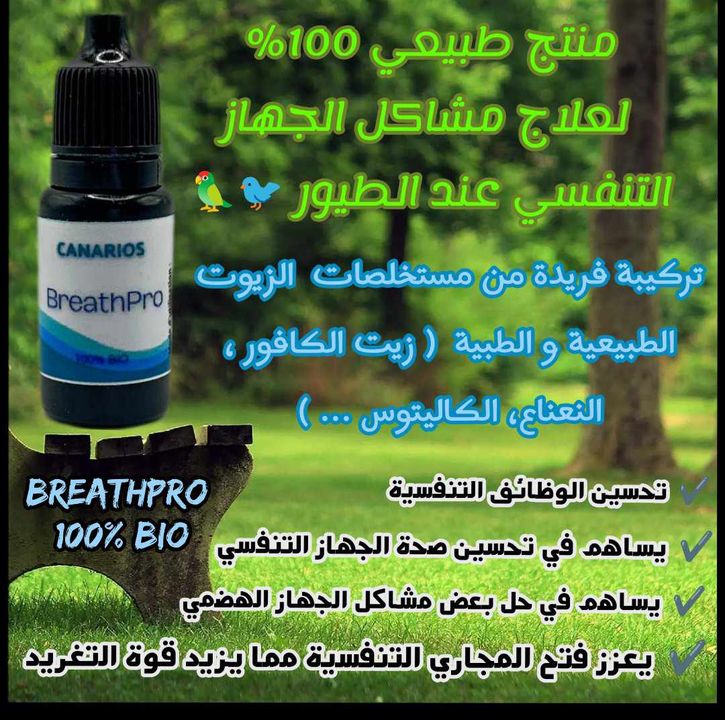 منتج طبيعي 100%
لعلاج مشاكل الجهاز
التنفسي عند الطيور
تركيبة فريدة من مستخلصات الزيوت
الطبيعية و الطبية ( زيت الكافور ،
النعناع، الكاليتوس ... )
CANARIOS
BreathPro
100% BIO
BREATHPRO
100% BIO
تحسين الوظائق التنفسية
يساهم في تحسين صحة الجهاز التنفسي
يساهم في حل بعض مشاكل الجهاز الهضمي
يعزز فتح المجاري التنفسية مما يزيد قوة التغريد